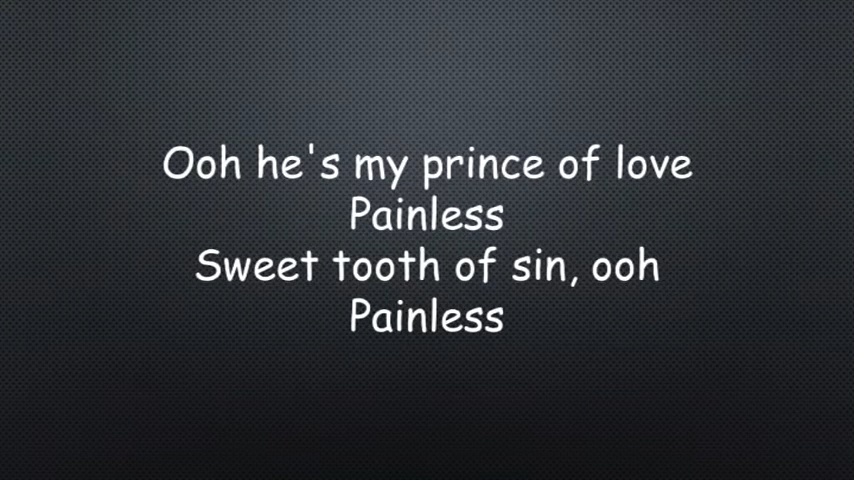 Ooh he's my prince of love
Painless
Sweet tooth of sin, ooh
Painless